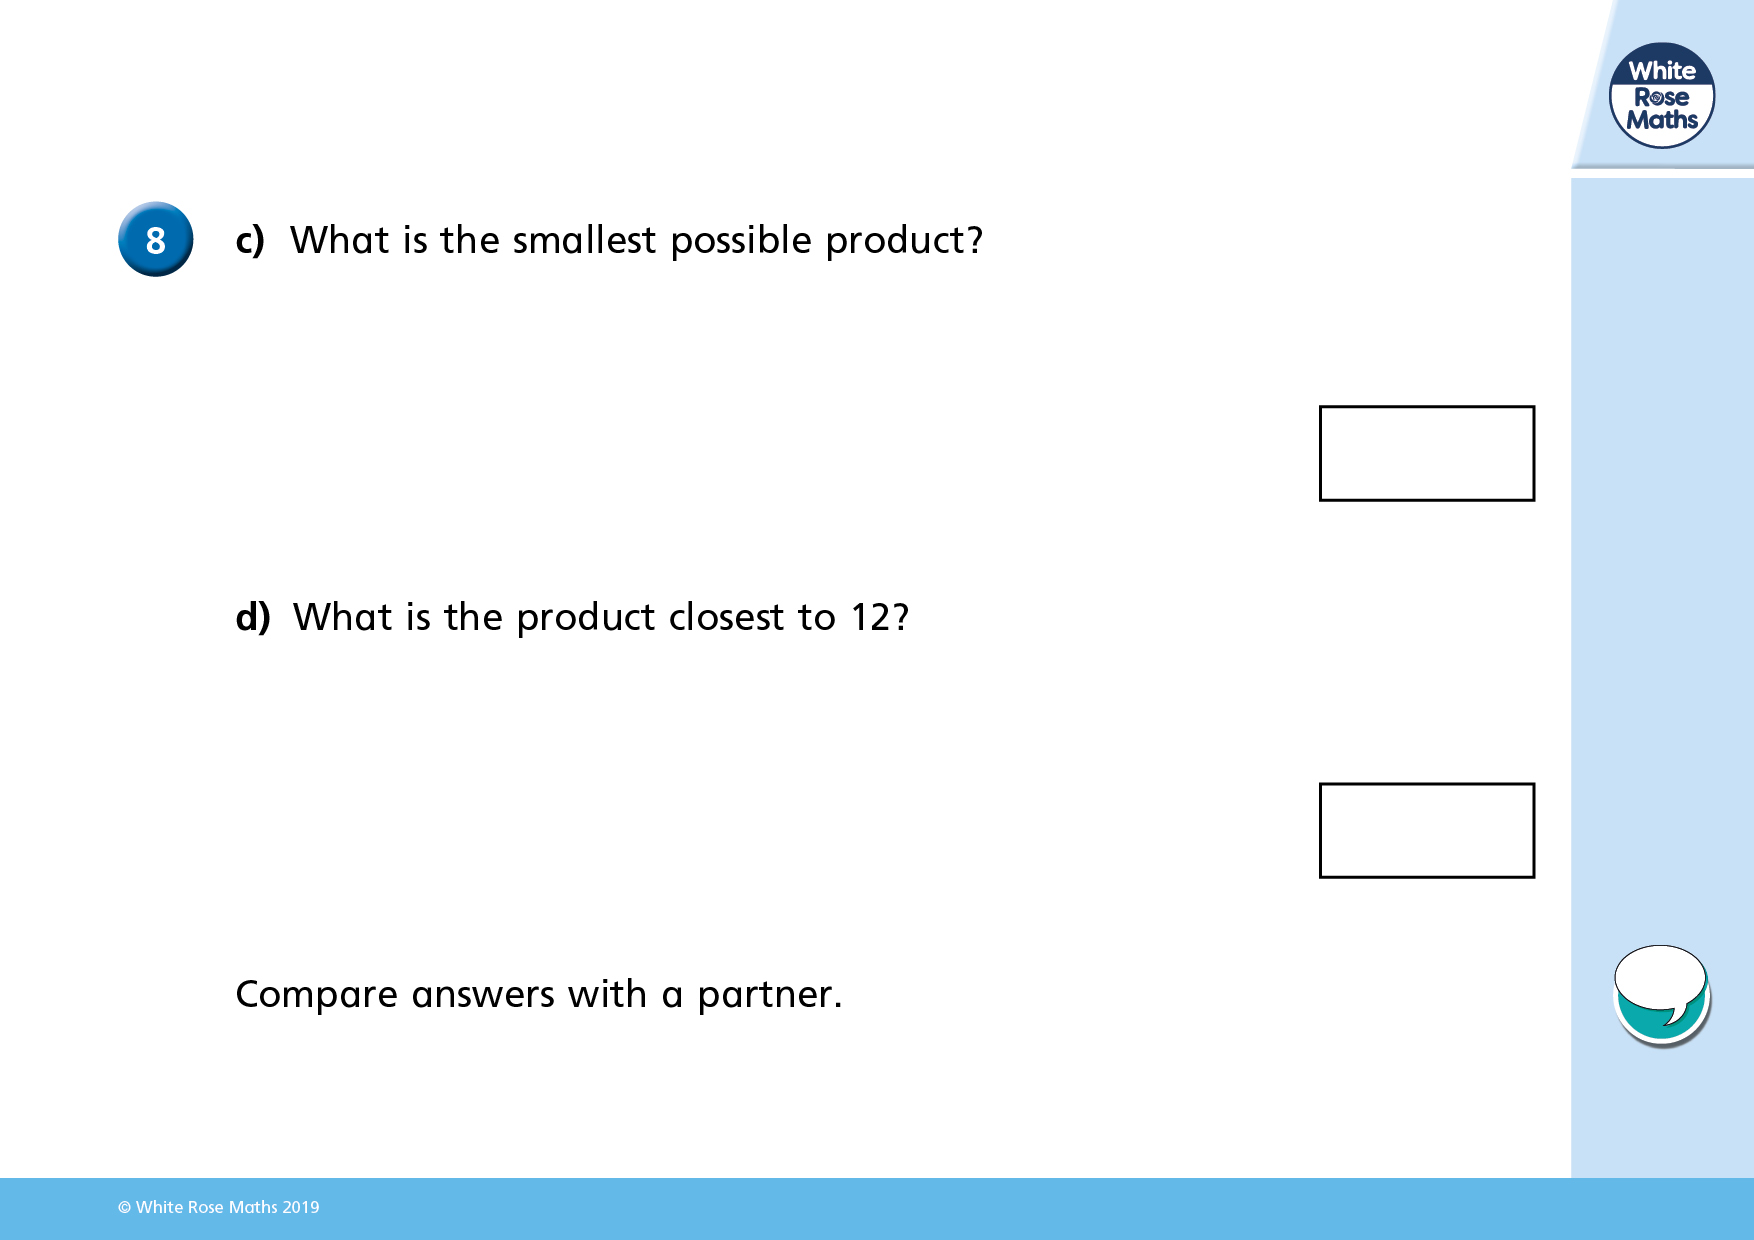 White
Rose
Maths
8 c) What is the smallest possible product?
d) What is the product closest to 12?
Compare answers with a partner.
© White Rose Maths 2019